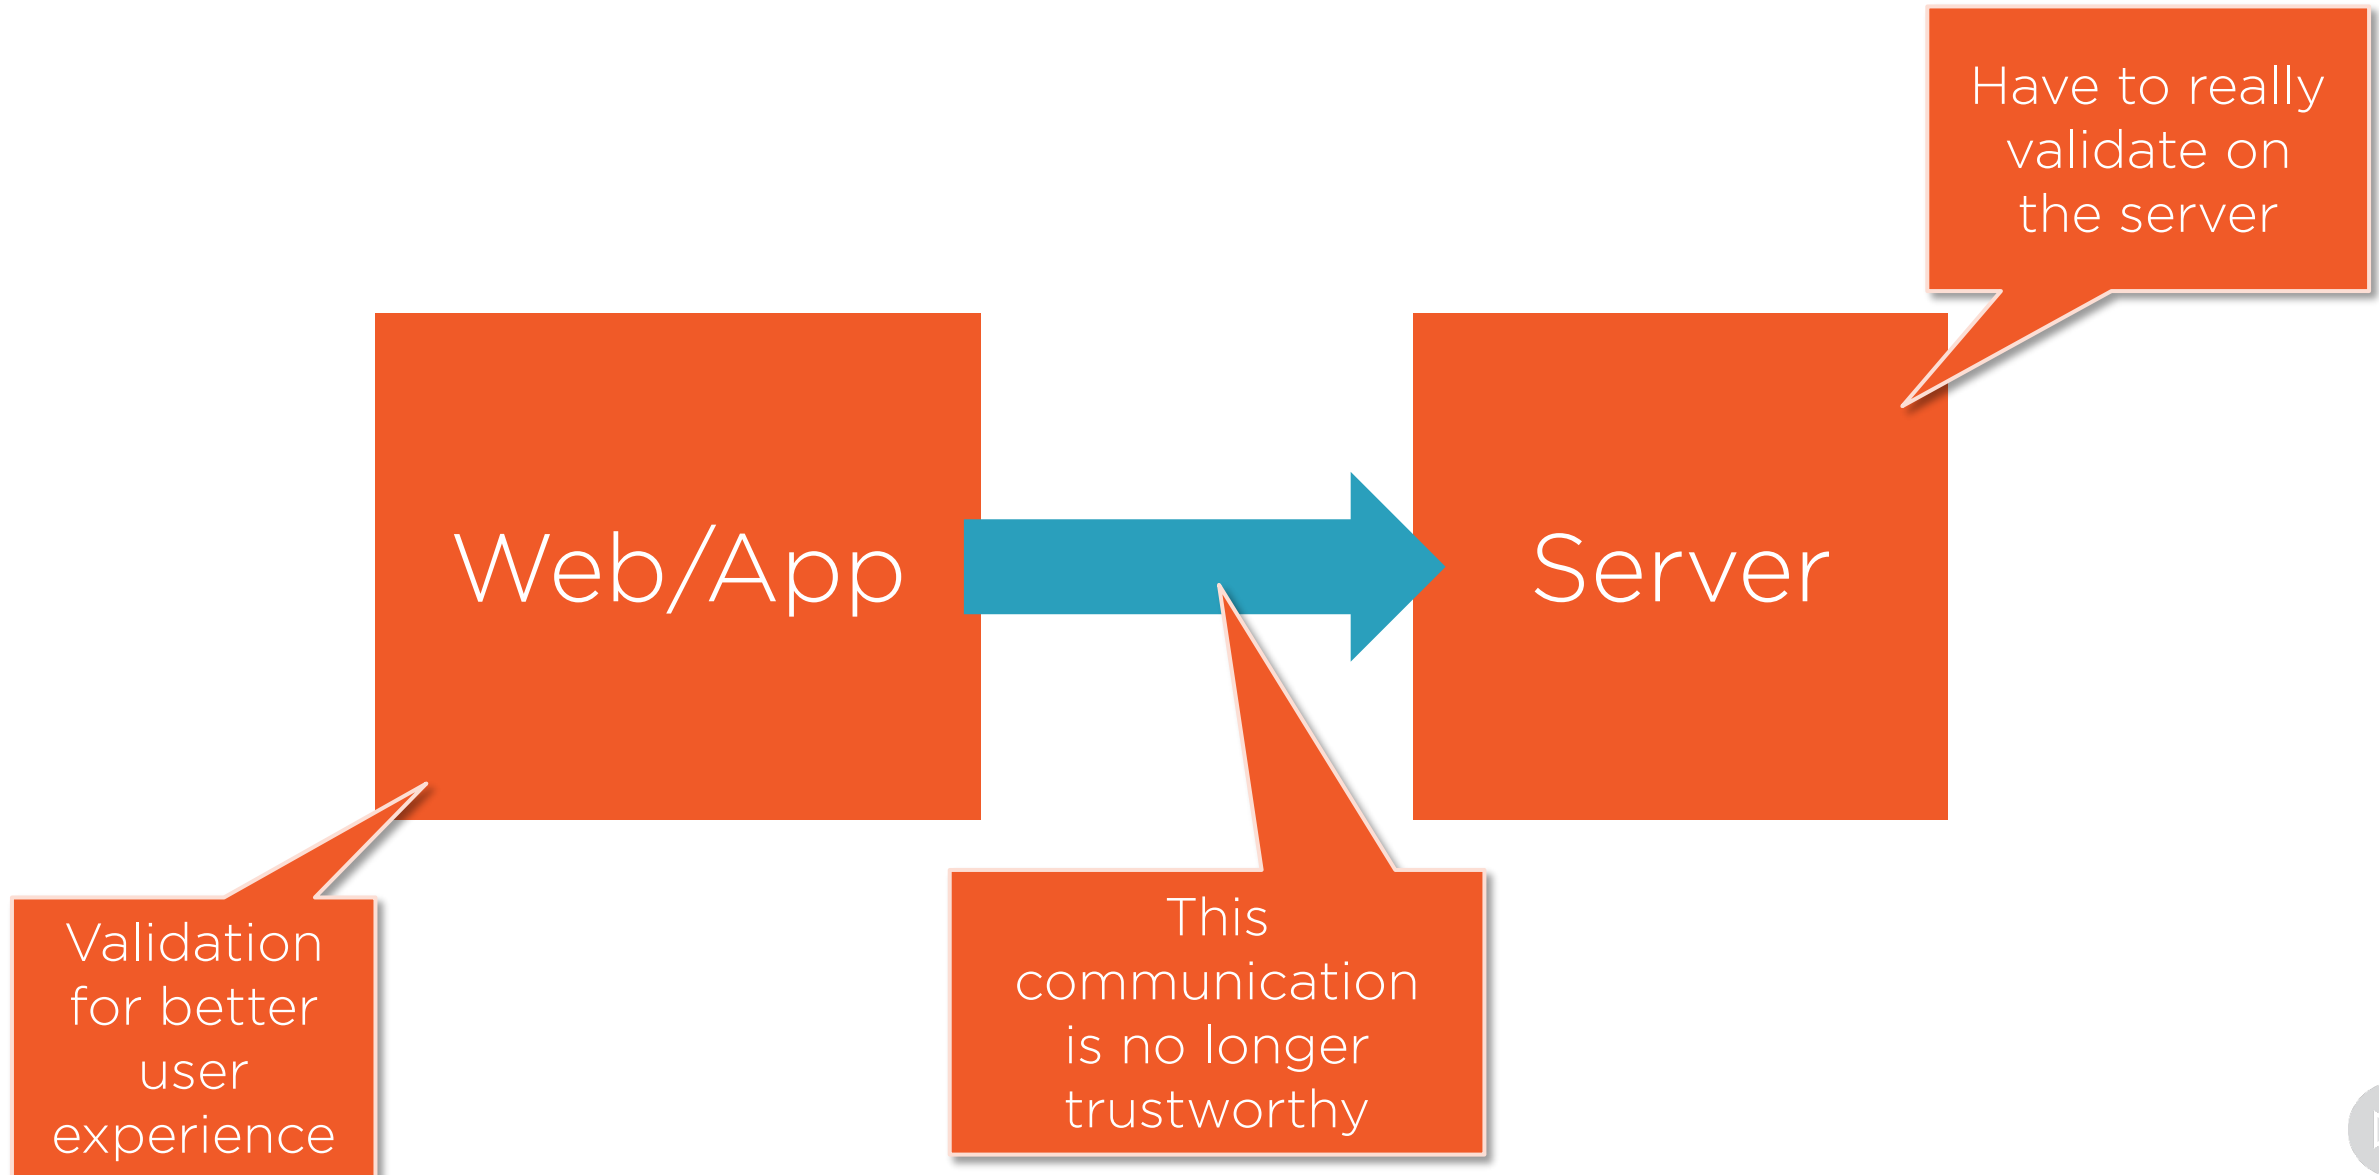 Have to really
validate on
the server
Web/App
Server
Validation
for better
user
experience
This
communication
is no longer
trustworthy